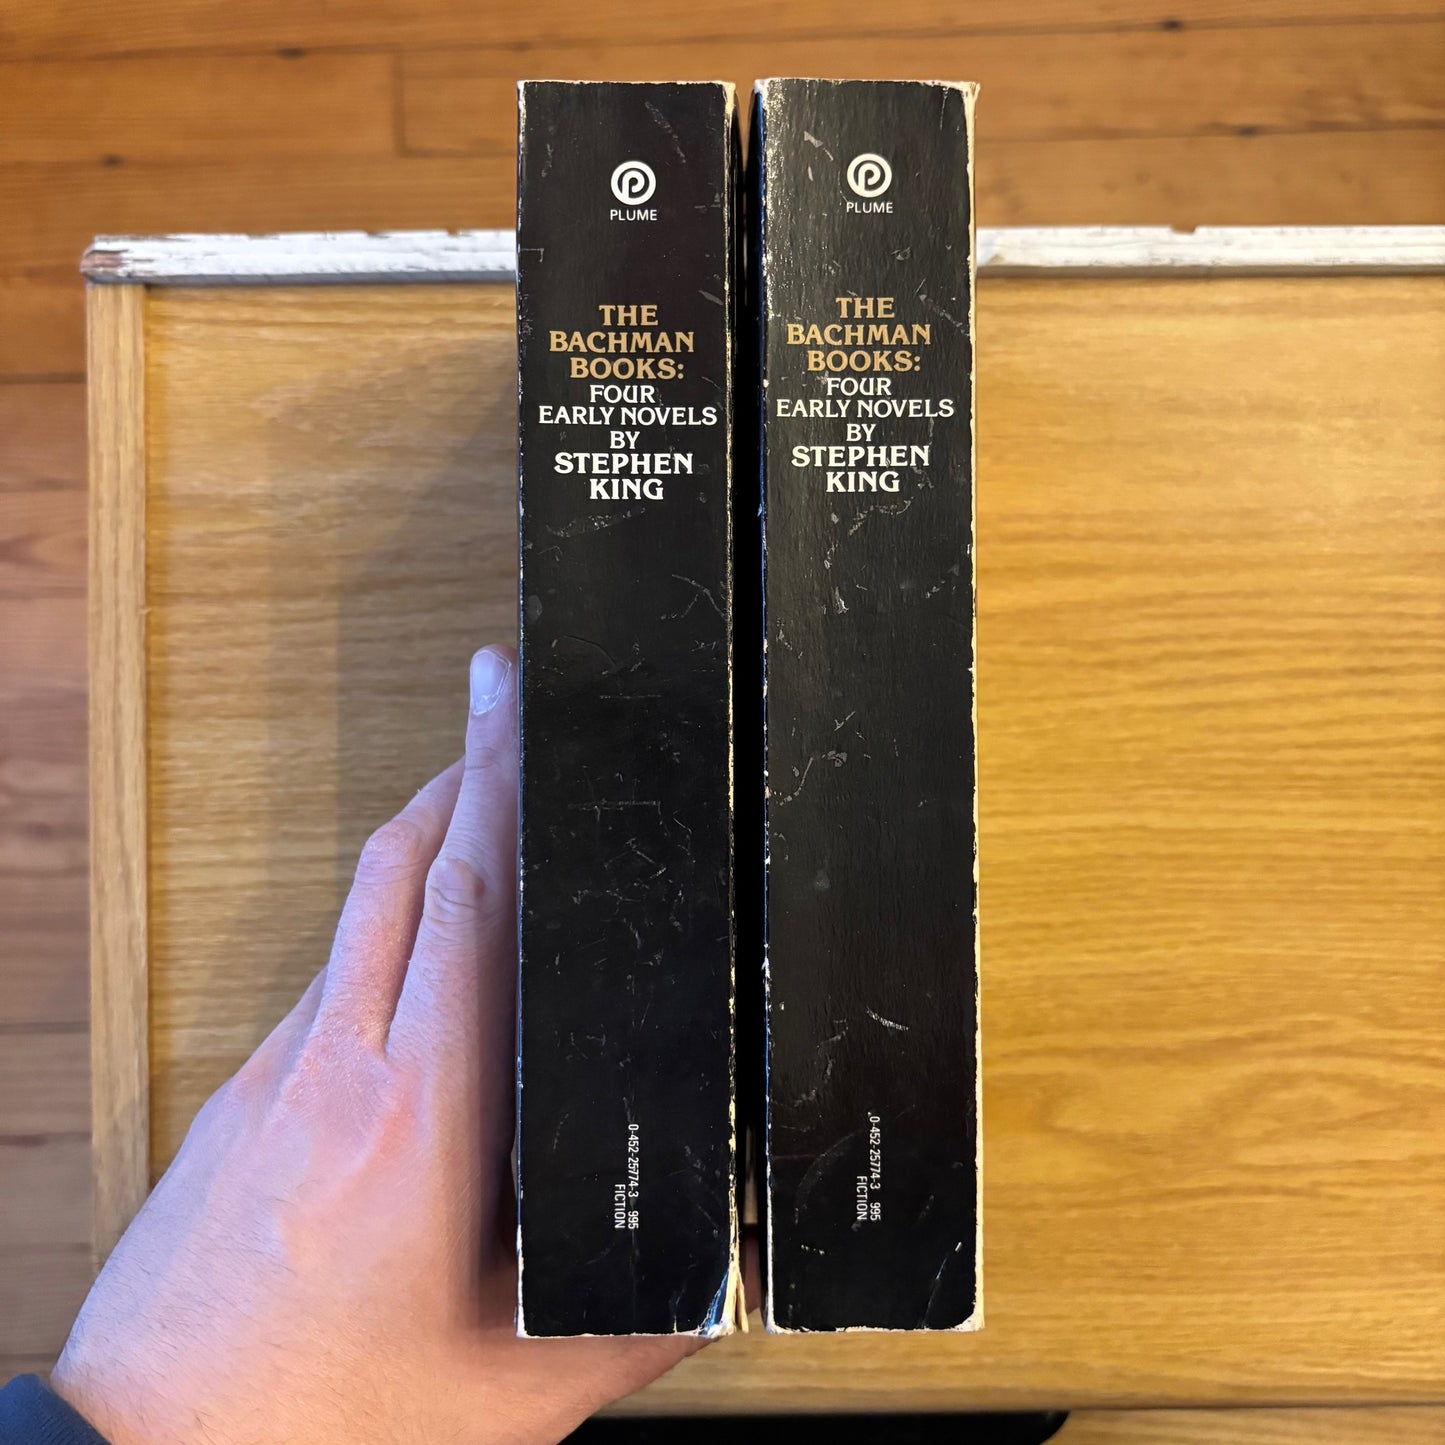 PLUME
THE
BACHMAN
BOOKS:
FOUR
EARLY NOVELS
BY
STEPHEN
KING
0-452-25774-3 995
FICTION
PLUME
THE
BACHMAN
BOOKS:
FOUR
EARLY NOVELS
BY
STEPHEN
KING
0-452-25774-3 995
FICTION